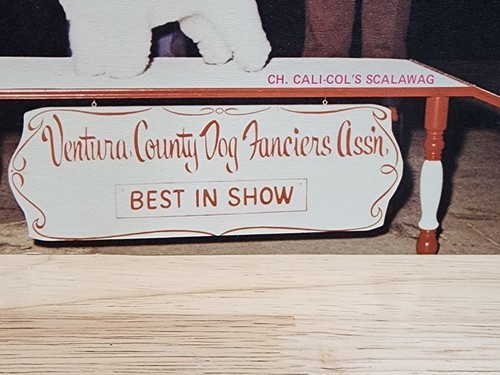 CH. CALI-COL'S SCALAWAG
Ventura County Dog Fanciers Ass'n,
BEST IN SHOW